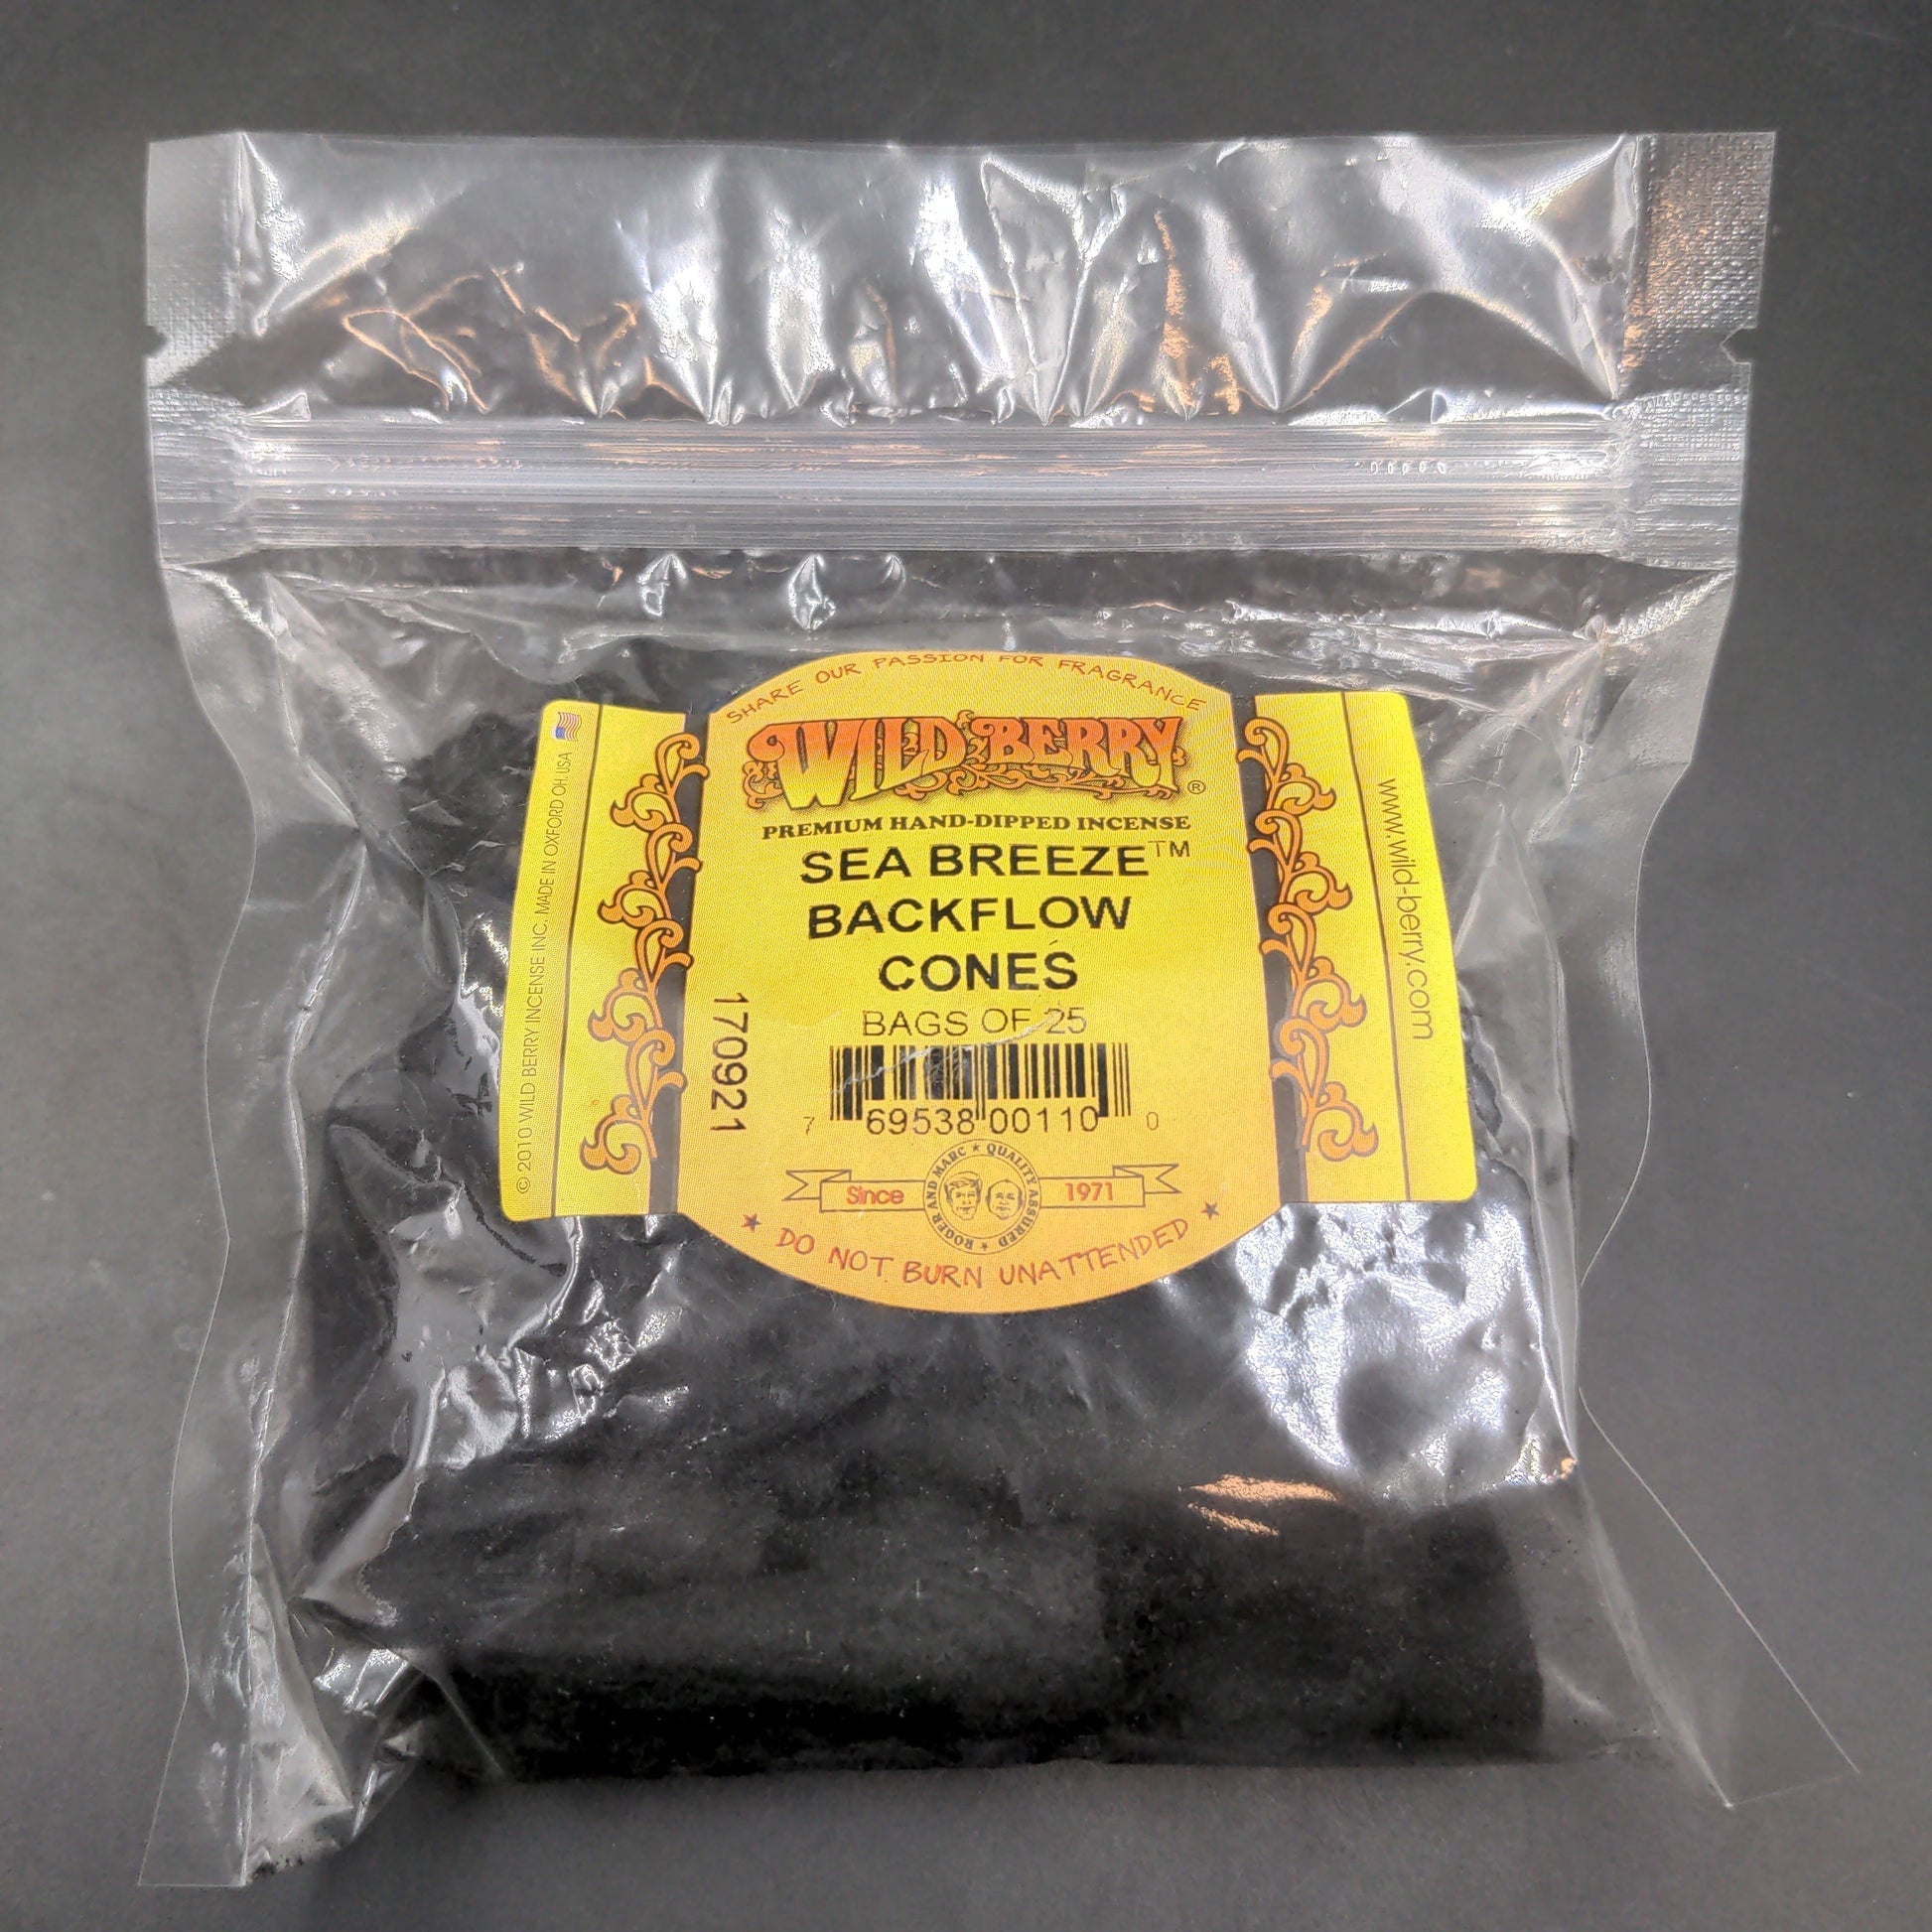 SHARE OUR PASSION FOR FRAGRANCE
WILD BERRY®
PREMIUM HAND-DIPPED INCENSE
SEA BREEZE™
BACKFLOW
CONES
BAGS OF 25
170921
7 69538 00110 0
Since 1971
ROGER AND MARC ★ QUALITY ASSURED ★
★ DO NOT BURN UNATTENDED ★
© 2010 WILD BERRY INCENSE INC. MADE IN OXFORD OH.USA
www.wild-berry.com